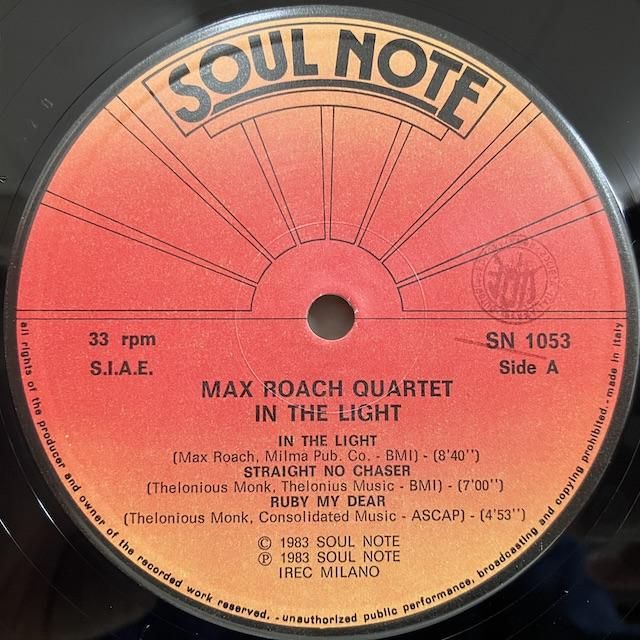 SOUL NOTE
33 rpm
S.I.A.E.
SN 1053
Side A
MAX ROACH QUARTET
IN THE LIGHT
IN THE LIGHT
(Max Roach, Milma Pub. Co. - BMI) - (8'40'')
STRAIGHT NO CHASER
(Thelonious Monk, Thelonius Music - BMI) - (7'00'')
RUBY MY DEAR
(Thelonious Monk, Consolidated Music - ASCAP) - (4'53'')
© 1983 SOUL NOTE
℗ 1983 SOUL NOTE
IREC MILANO
all rights of the producer and owner of the recorded work reserved. - unauthorized public performance, broadcasting and copying prohibited. - made in italy